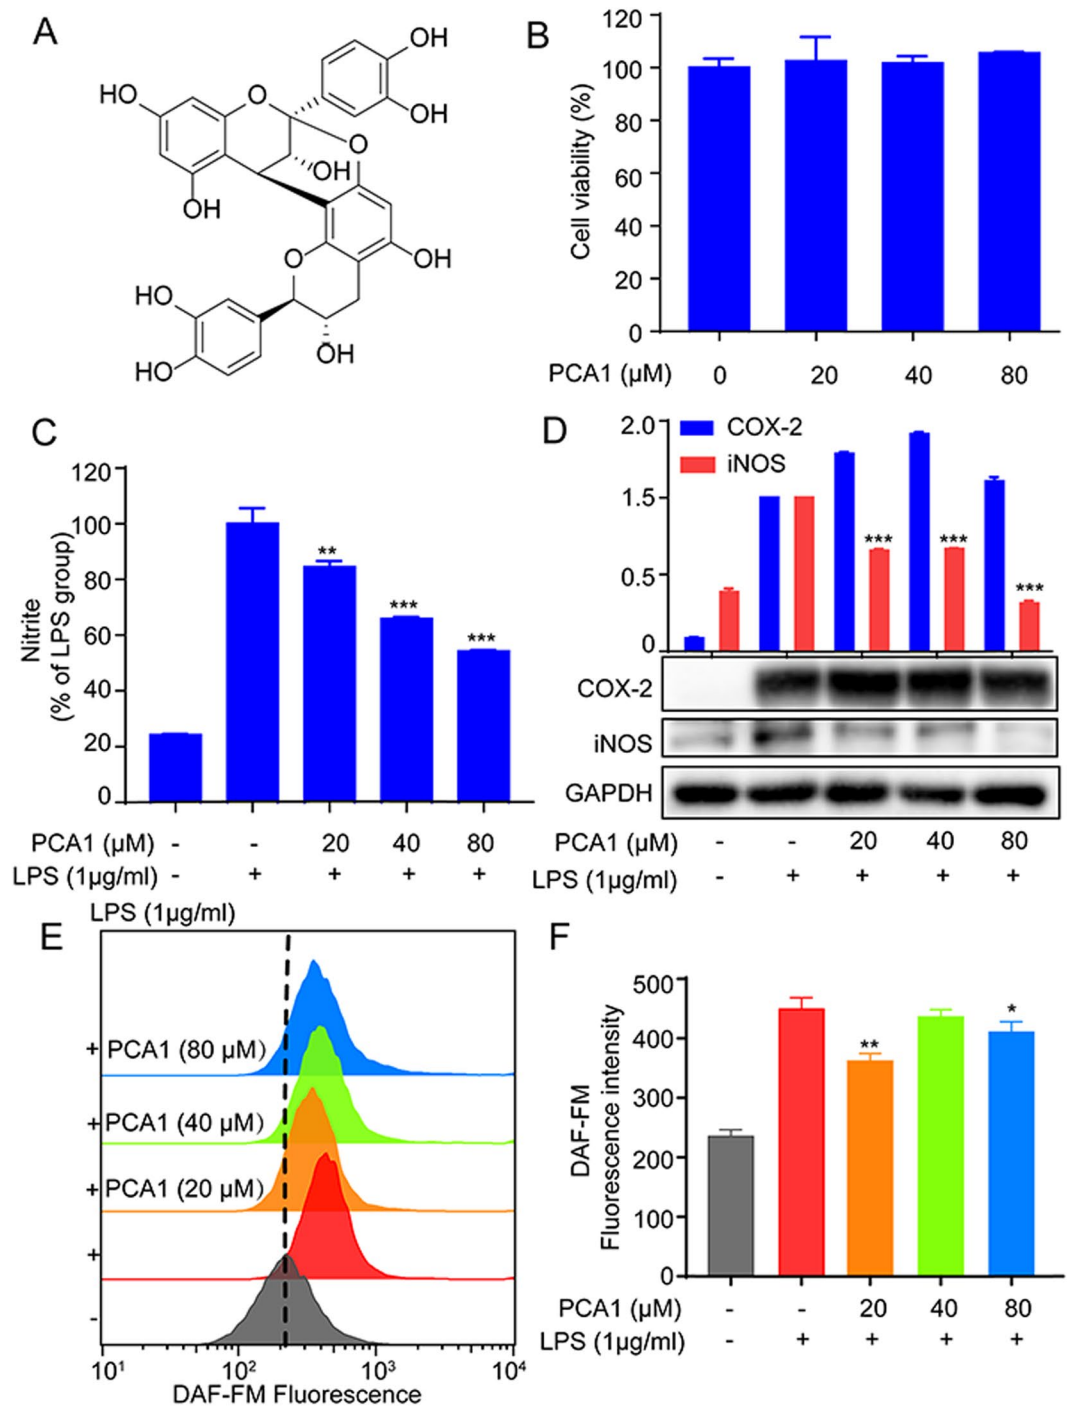 A
OH
OH
HO
O
O
OH
OH
O
OH
HO
HO
OH
B
Cell viability (%)
120
100
80
60
40
20
0
PCA1 (μM) 0 20 40 80
C
Nitrite
(% of LPS group)
120
100
80
60
40
20
0
**
***
***
PCA1 (μM) - - 20 40 80
LPS (1μg/ml) - + + + +
D
2.0
1.5
0.5
0
COX-2
iNOS
***
***
***
COX-2
iNOS
GAPDH
PCA1 (μM) - - 20 40 80
LPS (1μg/ml) - + + + +
E
LPS (1μg/ml)
+ PCA1 (80 μM)
+ PCA1 (40 μM)
+ PCA1 (20 μM)
+
-
10¹ 10² 10³ 10⁴
DAF-FM Fluorescence
F
DAF-FM
Fluorescence intensity
500
400
300
200
100
0
**
*
PCA1 (μM) - - 20 40 80
LPS (1μg/ml) - + + + +